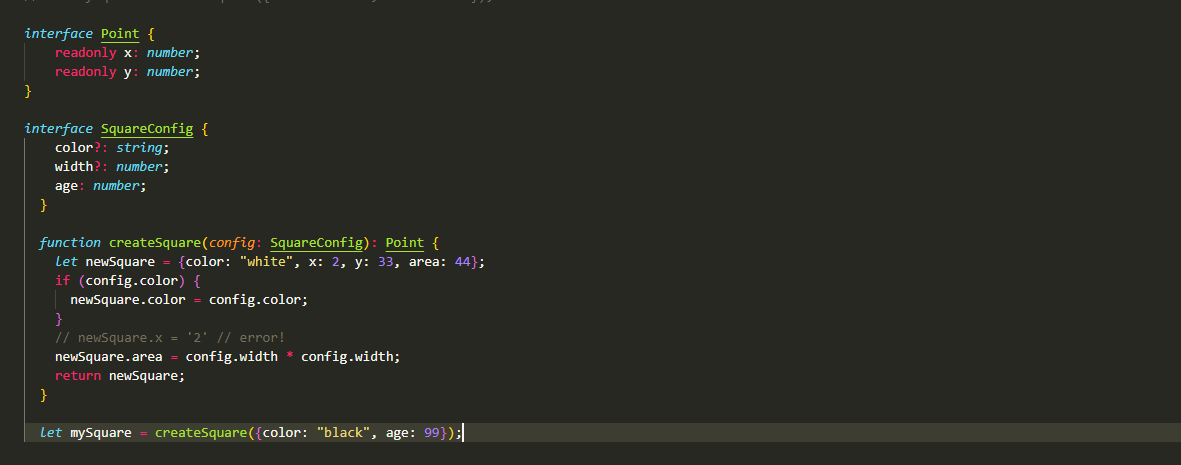 interface Point {
readonly x: number;
readonly y: number;
}
interface SquareConfig {
color?: string;
width?: number;
age: number;
}
function createSquare(config: SquareConfig): Point {
let newSquare = {color: "white", x: 2, y: 33, area: 44};
if (config.color) {
newSquare.color = config.color;
}
// newSquare.x = '2' // error!
newSquare.area = config.width * config.width;
return newSquare;
}
let mySquare = createSquare({color: "black", age: 99});